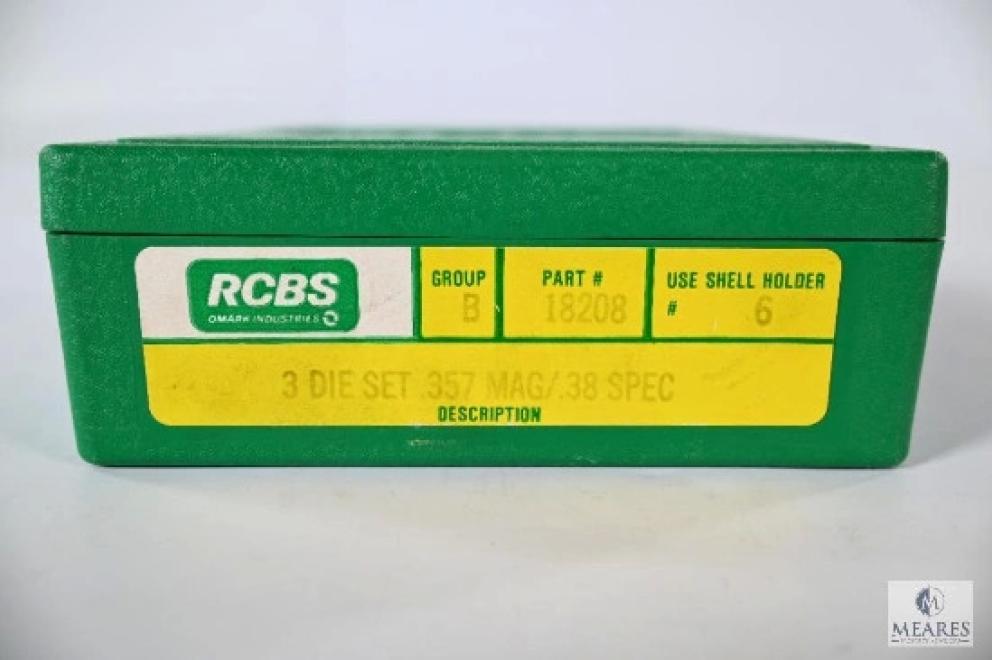 RCBS
OMARK INDUSTRIES
GROUP
B
PART #
18208
USE SHELL HOLDER
# 6
3 DIE SET .357 MAG/.38 SPEC
DESCRIPTION
M
MEARES